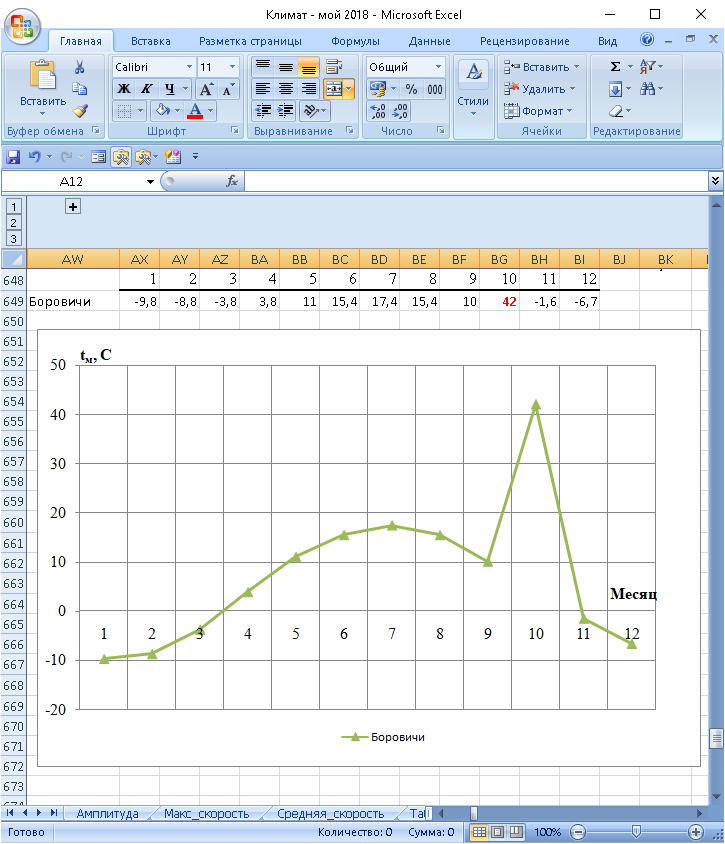 Климат - мой 2018 - Microsoft Excel
Главная Вставка Разметка страницы Формулы Данные Рецензирование Вид
Вставить
Буфер обмена
Calibri 11
Ж К Ч A A
A
Шрифт
Выравнивание
Общий
% 000
,00 ,0
Число
Стили
Вставить
Удалить
Формат
Ячейки
Σ
Редактирование
A12 fx
1
2
3
AW AX AY AZ BA BB BC BD BE BF BG BH BI BJ BK
648 1 2 3 4 5 6 7 8 9 10 11 12
649 Боровичи -9,8 -8,8 -3,8 3,8 11 15,4 17,4 15,4 10 42 -1,6 -6,7
650
651
652
653
654
655
656
657
658
659
660
661
662
663
664
665
666
667
668
669
670
671
672
673
tм, С
50
40
30
20
10
0
-10
-20
Месяц
1 2 3 4 5 6 7 8 9 10 11 12
Боровичи
Амплитуда Макс_скорость Средняя_скорость
Готово Количество: 0 Сумма: 0 100%